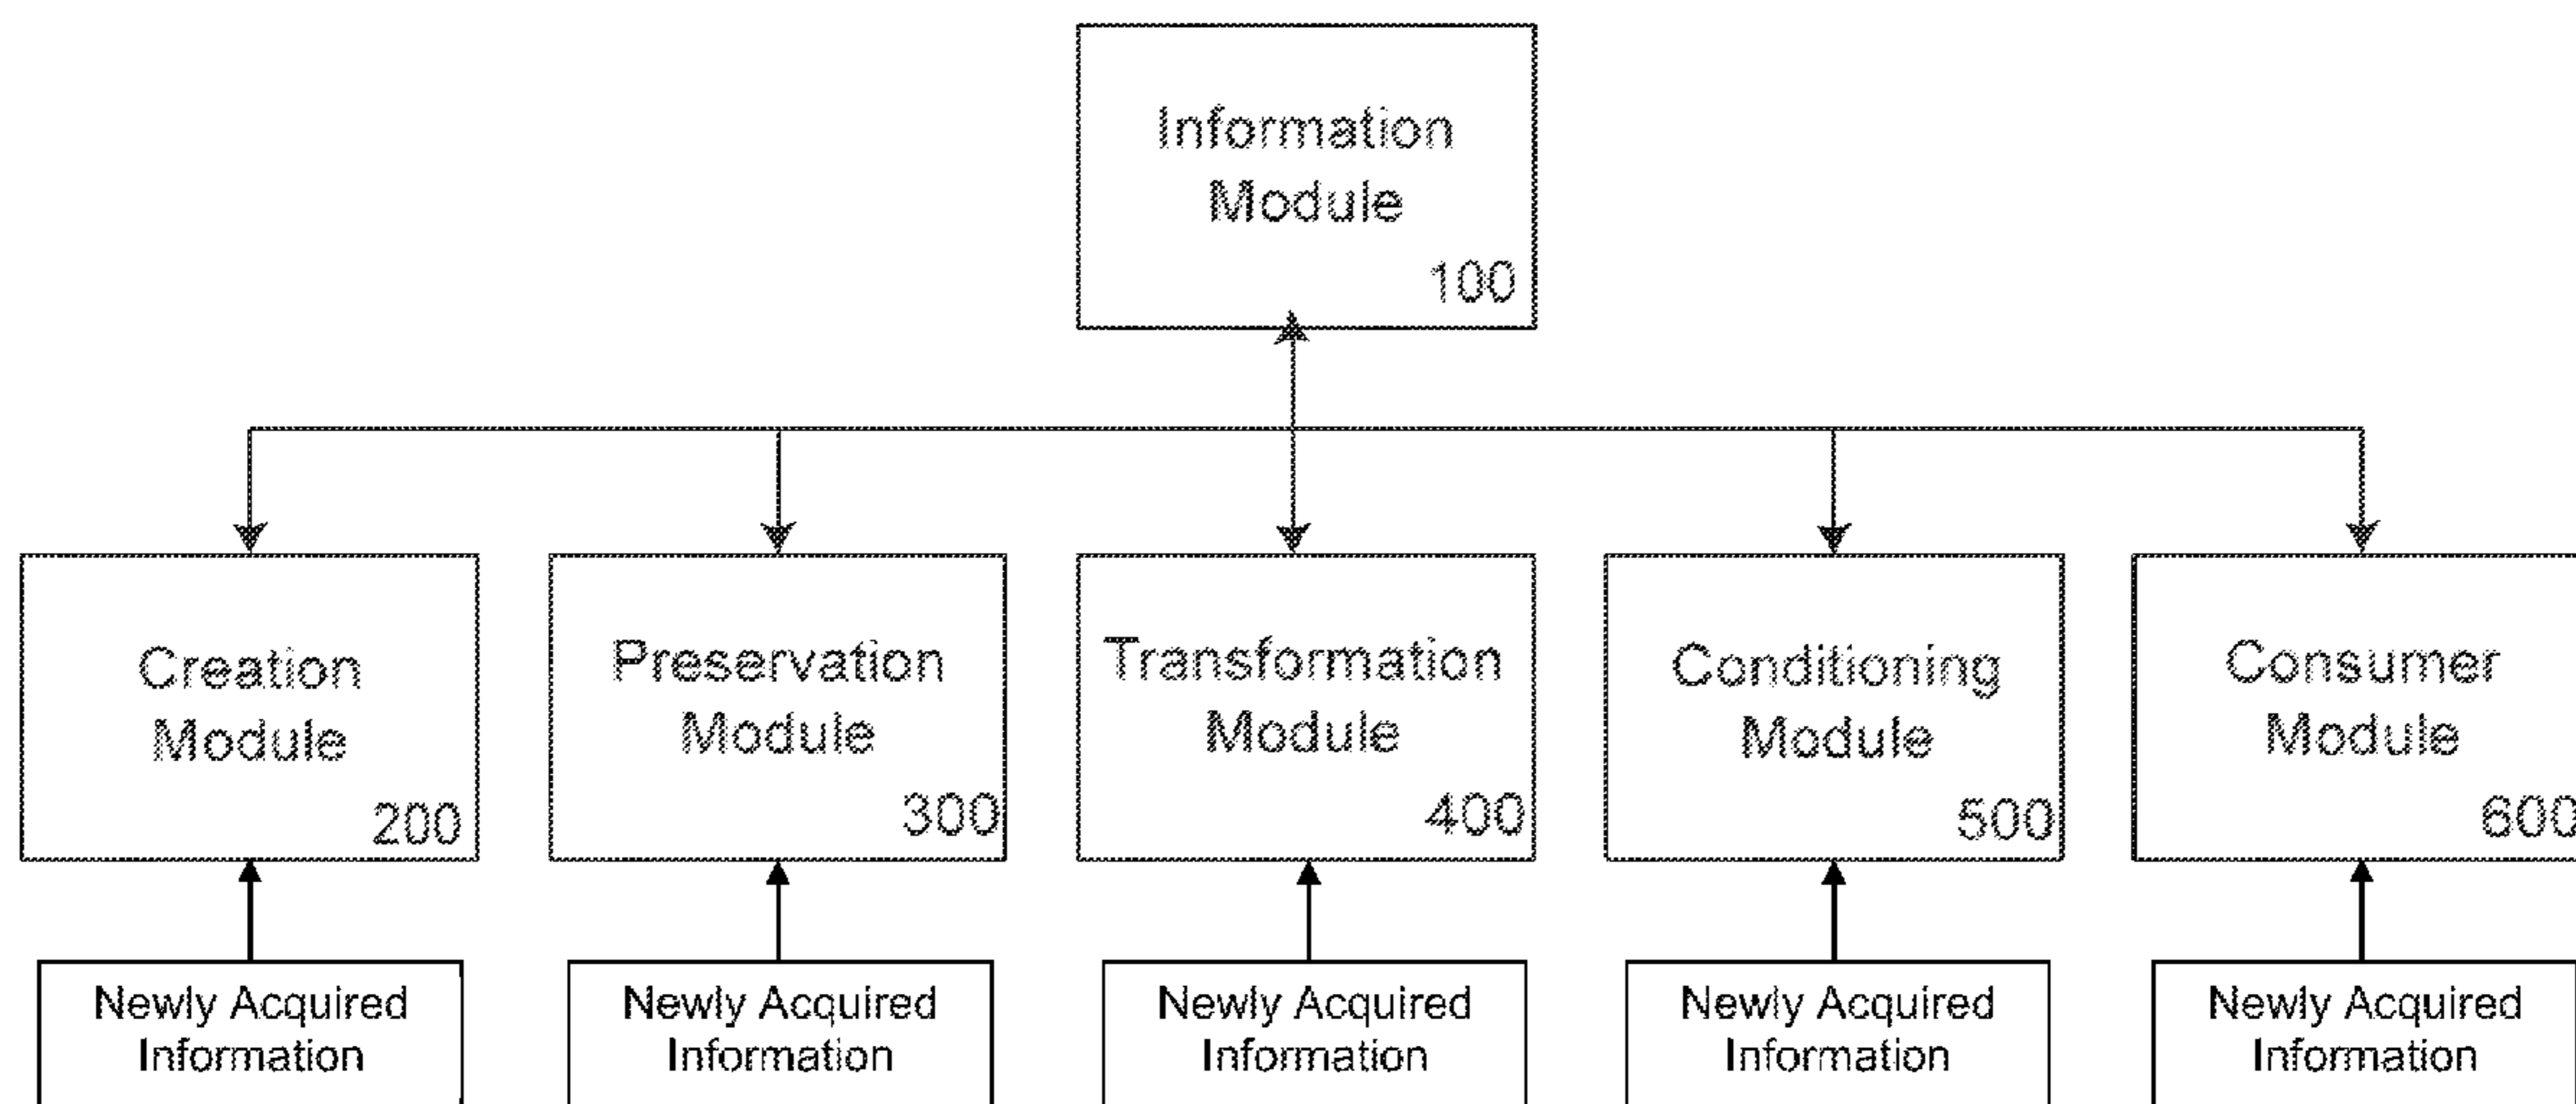 Information
Module
100
Creation
Module
200
Preservation
Module
300
Transformation
Module
400
Conditioning
Module
500
Consumer
Module
600
Newly Acquired
Information
Newly Acquired
Information
Newly Acquired
Information
Newly Acquired
Information
Newly Acquired
Information